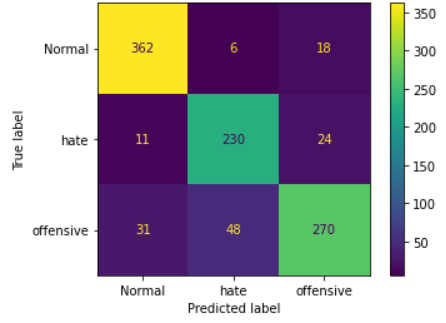 Normal 362 6 18
hate 11 230 24
offensive 31 48 270
Normal hate offensive
Predicted label
True label
350
300
250
200
150
100
50